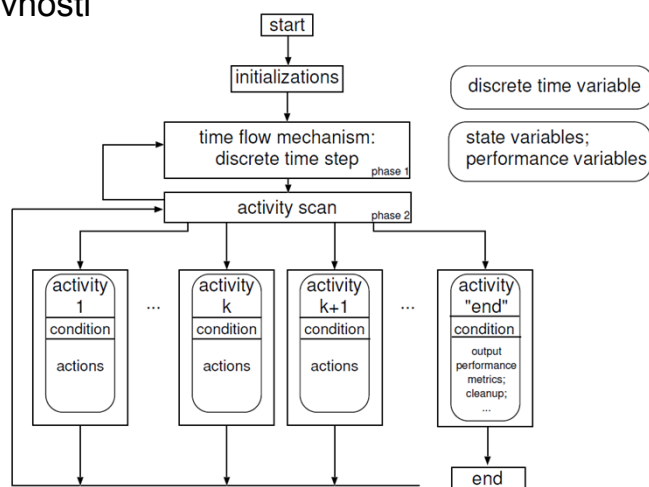 vnosti
start
initializations
discrete time variable
time flow mechanism:
discrete time step
phase 1
state variables;
performance variables
activity scan
phase 2
activity
1
condition
actions
...
activity
k
condition
actions
activity
k+1
condition
actions
...
activity
"end"
condition
output
performance
metrics;
cleanup;
...
end